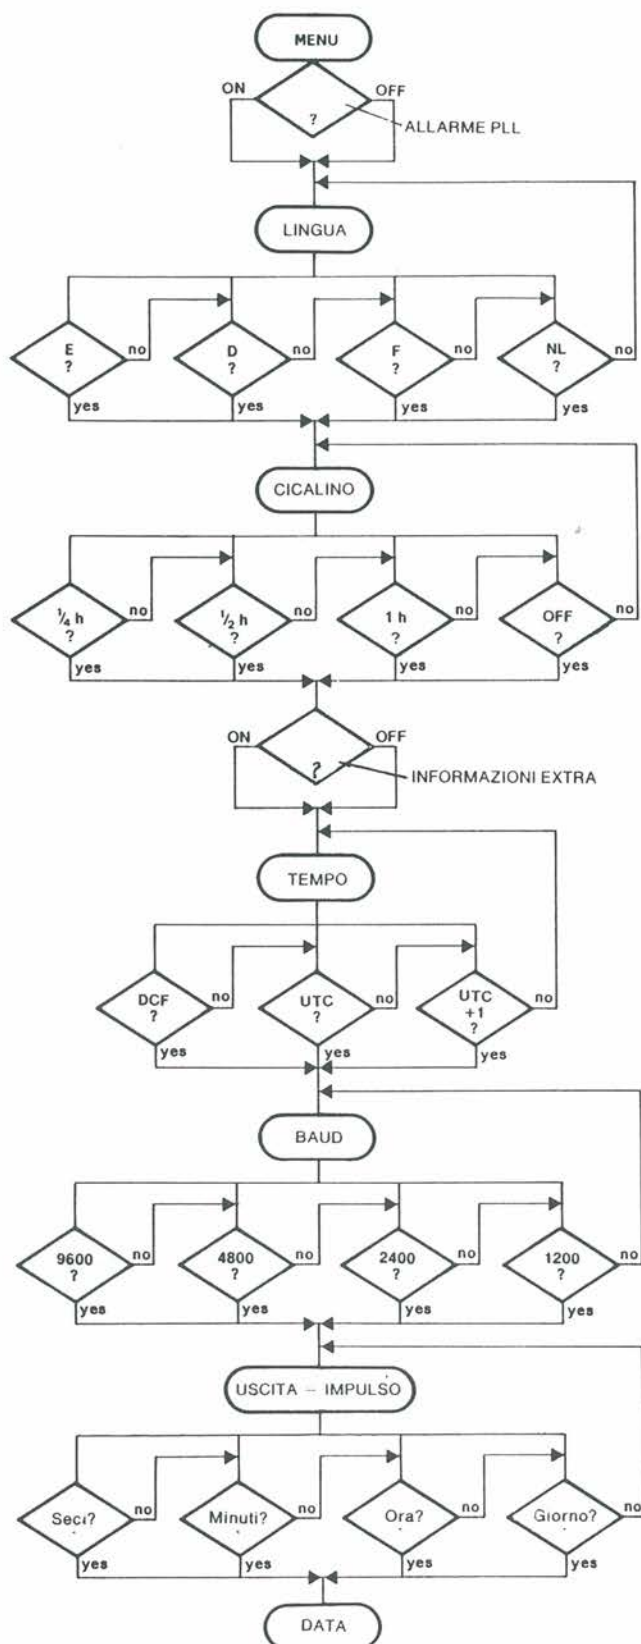 MENU
ON
OFF
?
ALLARME PLL
LINGUA
E
?
no
D
?
no
F
?
no
NL
?
no
yes
yes
yes
yes
CICALINO
1/4 h
?
no
1/2 h
?
no
1 h
?
no
OFF
?
no
yes
yes
yes
yes
ON
OFF
?
INFORMAZIONI EXTRA
TEMPO
DCF
?
no
UTC
?
no
UTC
+1
?
no
yes
yes
yes
BAUD
9600
?
no
4800
?
no
2400
?
no
1200
?
no
yes
yes
yes
yes
USCITA – IMPULSO
Seci?
no
Minuti?
no
Ora?
no
Giorno?
no
yes
yes
yes
yes
DATA